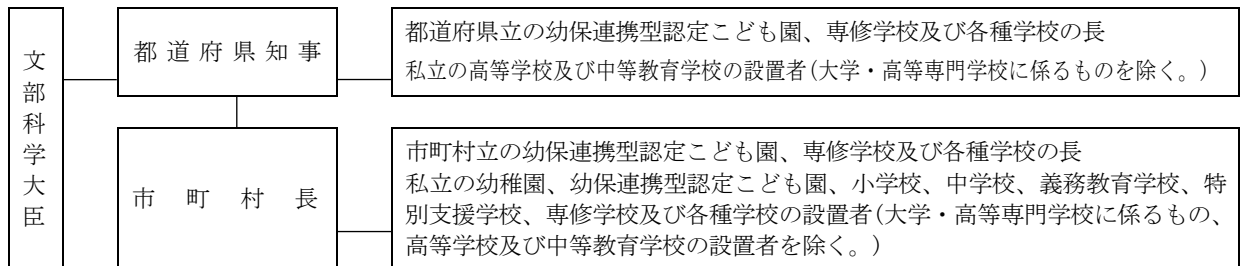 文部科学大臣
都道府県知事
都道府県立の幼保連携型認定こども園、専修学校及び各種学校の長
私立の高等学校及び中等教育学校の設置者(大学・高等専門学校に係るものを除く。)
市町村長
市町村立の幼保連携型認定こども園、専修学校及び各種学校の長
私立の幼稚園、幼保連携型認定こども園、小学校、中学校、義務教育学校、特
別支援学校、専修学校及び各種学校の設置者(大学・高等専門学校に係るもの、
高等学校及び中等教育学校の設置者を除く。)